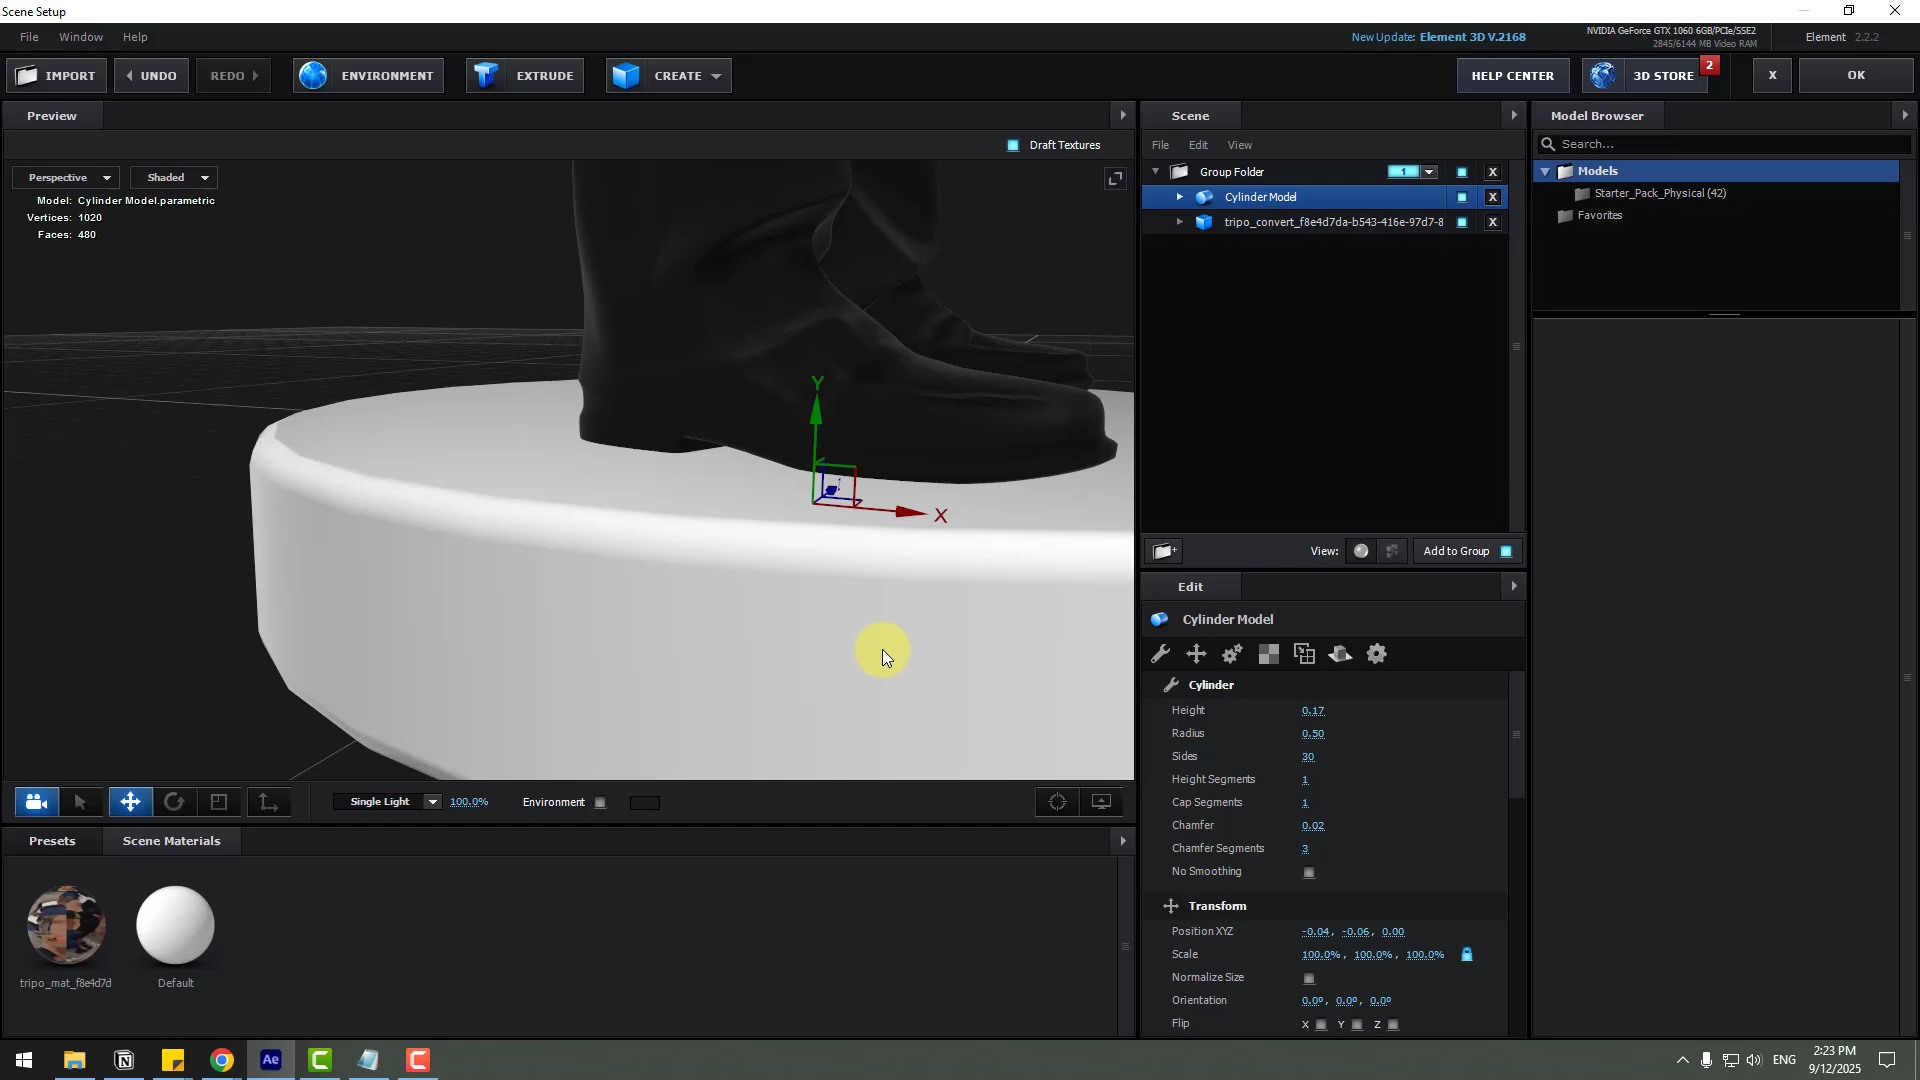 Scene Setup
File Window Help
New Update: Element 3D V.2168
NVIDIA GeForce GTX 1060 6GB/PCIe/SSE2
2845/6144 MB Video RAM
Element 2.2.2
IMPORT UNDO REDO ENVIRONMENT EXTRUDE CREATE HELP CENTER 3D STORE 2 X OK
Preview
Draft Textures
Perspective Shaded
Model: Cylinder Model.parametric
Vertices: 1020
Faces: 480
Y
X
Single Light 100.0% Environment
Presets Scene Materials
tripo_mat_f8e4d7d Default
Scene
File Edit View
Group Folder 1 X
Cylinder Model X
tripo_convert_f8e4d7da-b543-416e-97d7-8 X
View: Add to Group
Edit
Cylinder Model
Cylinder
Height 0.17
Radius 0.50
Sides 30
Height Segments 1
Cap Segments 1
Chamfer 0.02
Chamfer Segments 3
No Smoothing
Transform
Position XYZ -0.04, -0.06, 0.00
Scale 100.0%, 100.0%, 100.0%
Normalize Size
Orientation 0.0º, 0.0º, 0.0º
Flip X Y Z
Model Browser
Search...
Models
Starter_Pack_Physical (42)
Favorites
Ae
ENG
2:23 PM
9/12/2025